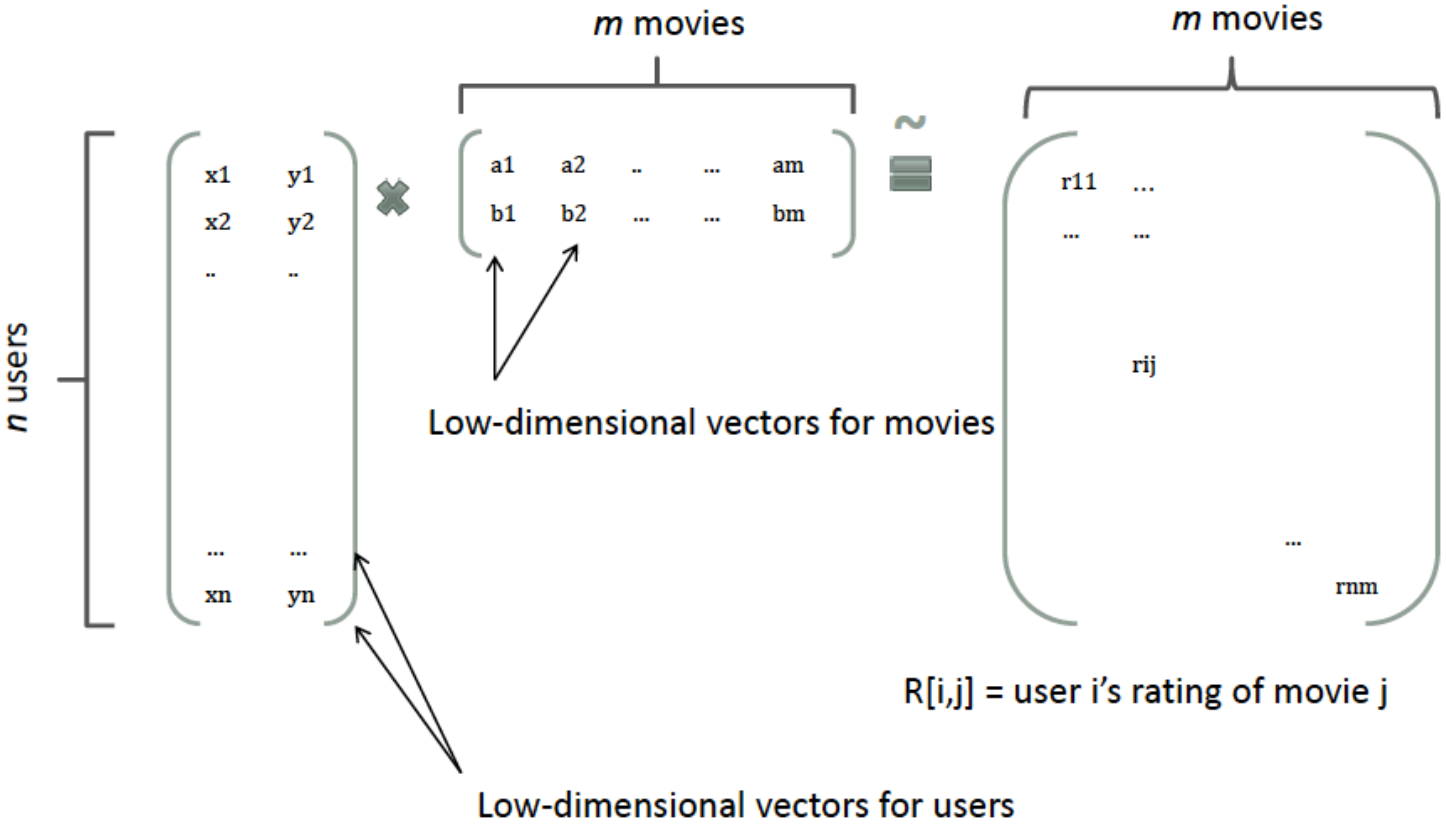 m movies
m movies
n users
x1 y1
x2 y2
.. ..
... ...
xn yn
a1 a2 .. ... am
b1 b2 ... ... bm
~
=
r11 ...
... ...
rij
...
rnm
Low-dimensional vectors for movies
R[i,j] = user i's rating of movie j
Low-dimensional vectors for users